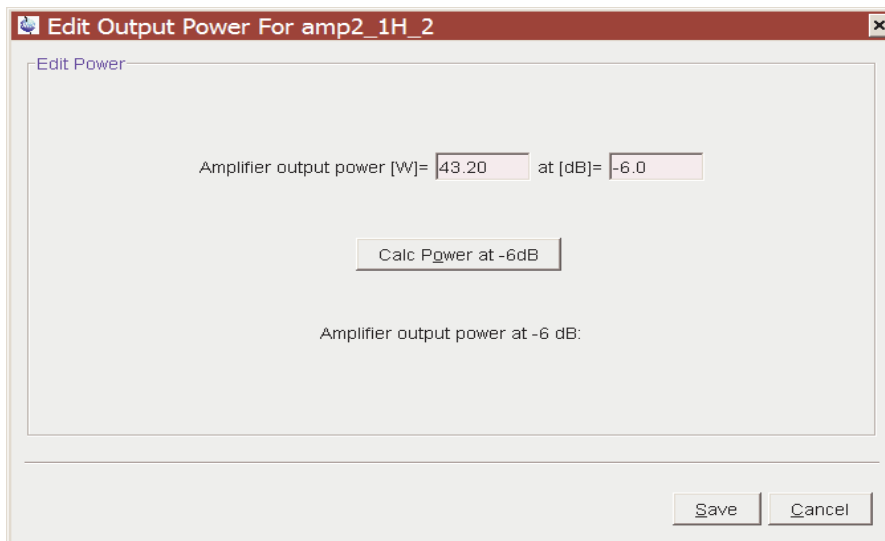 Edit Output Power For amp2_1H_2
Edit Power
Amplifier output power [W]= 43.20 at [dB]= -6.0
Calc Power at -6dB
Amplifier output power at -6 dB:
Save Cancel